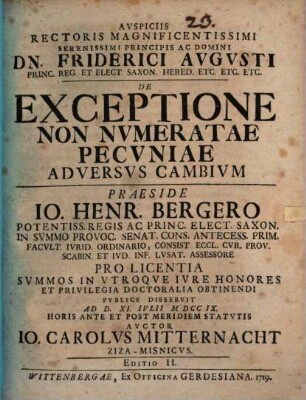 23.
AVSPICIIS
RECTORIS MAGNIFICENTISSIMI
SERENISSIMI PRINCIPIS AC DOMINI
DN. FRIDERICI AVGVSTI
PRINC. REG. ET ELECT. SAXON. HERED. ETC. ETC. ETC.
DE
EXCEPTIONE
NON NVMERATAE
PECVNIAE
ADVERSVS CAMBIVM
PRAESIDE
IO. HENR. BERGERO
POTENTISS. REGIS AC PRINC. ELECT. SAXON.
IN SVMMO PROVOC. SENAT. CONS. ANTECESS. PRIM.
FACVLT. IVRID. ORDINARIO, CONSIST. ECCL. CVR. PROV.
SCABIN. ET IVD. INF. LVSAT. ASSESSORE
PRO LICENTIA
SVMMOS IN VTROQVE IVRE HONORES
ET PRIVILEGIA DOCTORALIA OBTINENDI
PVBLICE DISSERVIT
AD D. XI. IVLII M DCC IX.
HORIS ANTE ET POST MERIDIEM STATVTIS
AVCTOR
IO. CAROLVS MITTERNACHT
ZIZA-MISNICVS.
EDITIO II.
WITTENBERGAE, EX OFFICINA GERDESIANA. 1719.